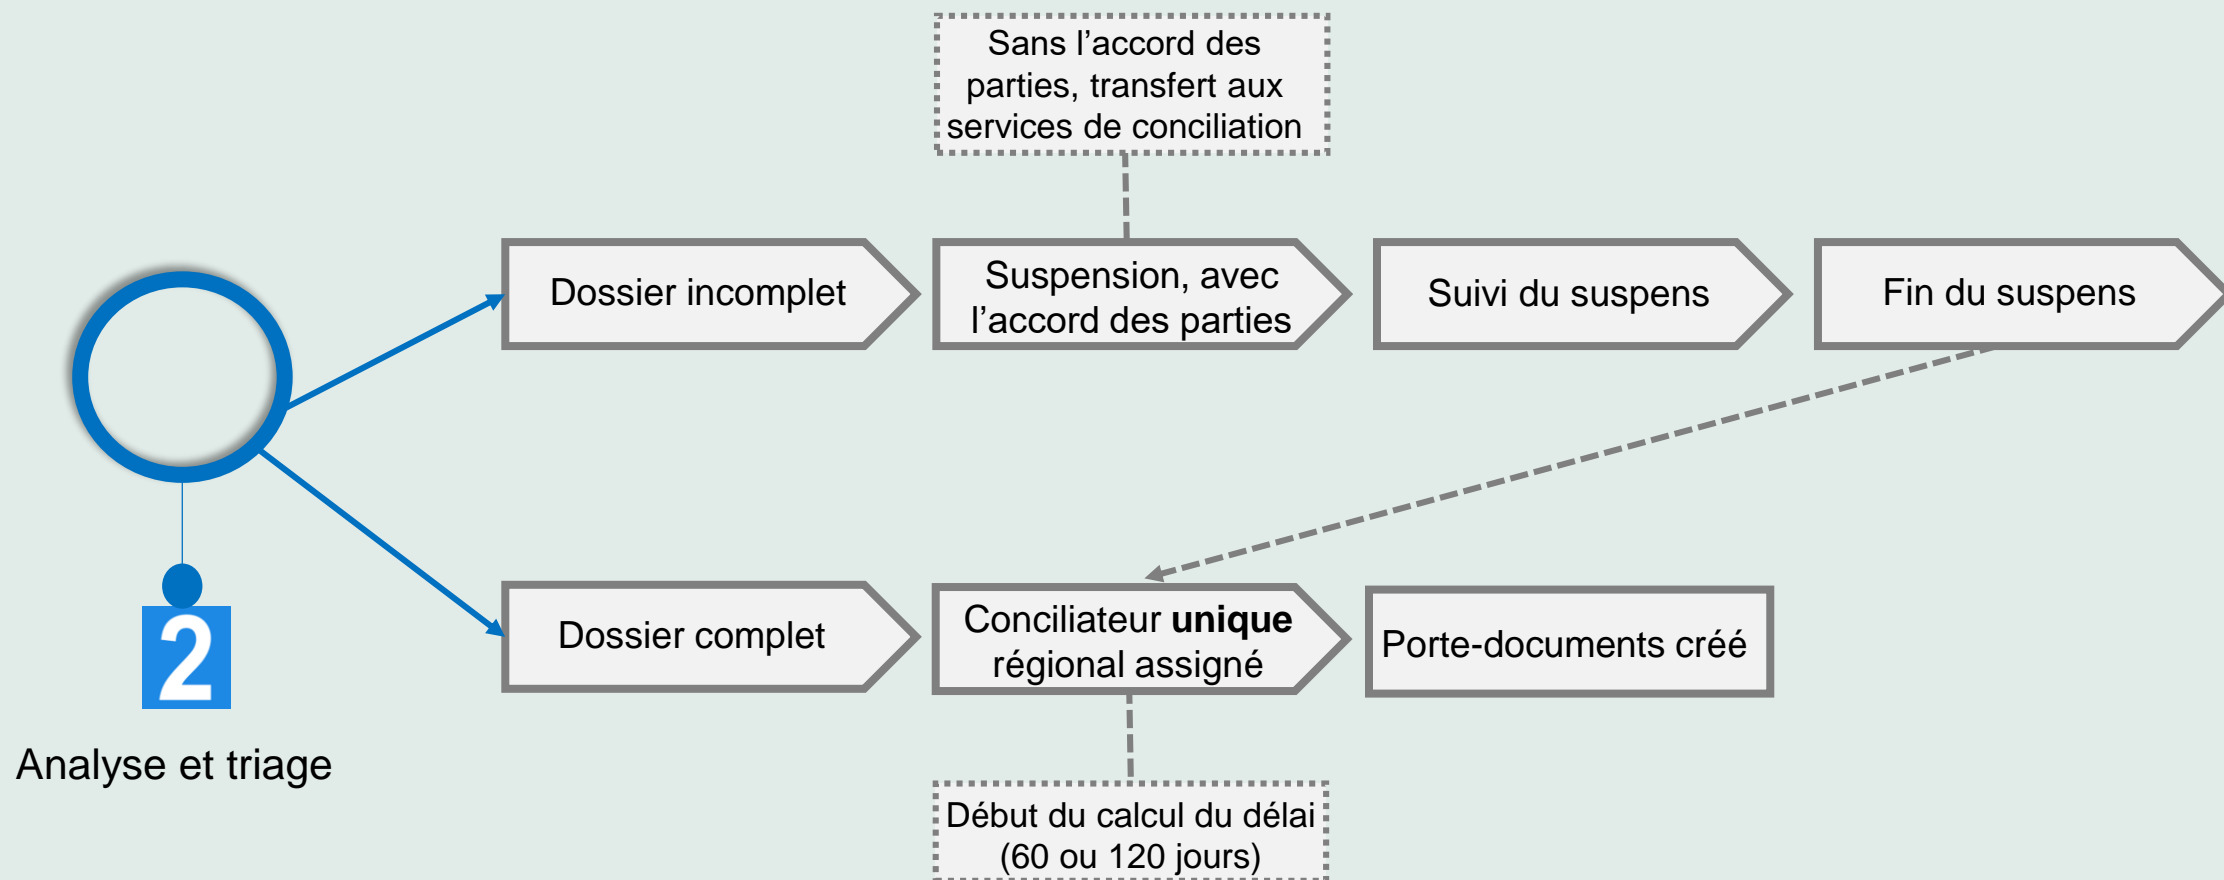 Sans l’accord des
parties, transfert aux
services de conciliation
Dossier incomplet
Suspension, avec
l’accord des parties
Suivi du suspens
Fin du suspens
2
Analyse et triage
Dossier complet
Conciliateur unique
régional assigné
Porte-documents créé
Début du calcul du délai
(60 ou 120 jours)